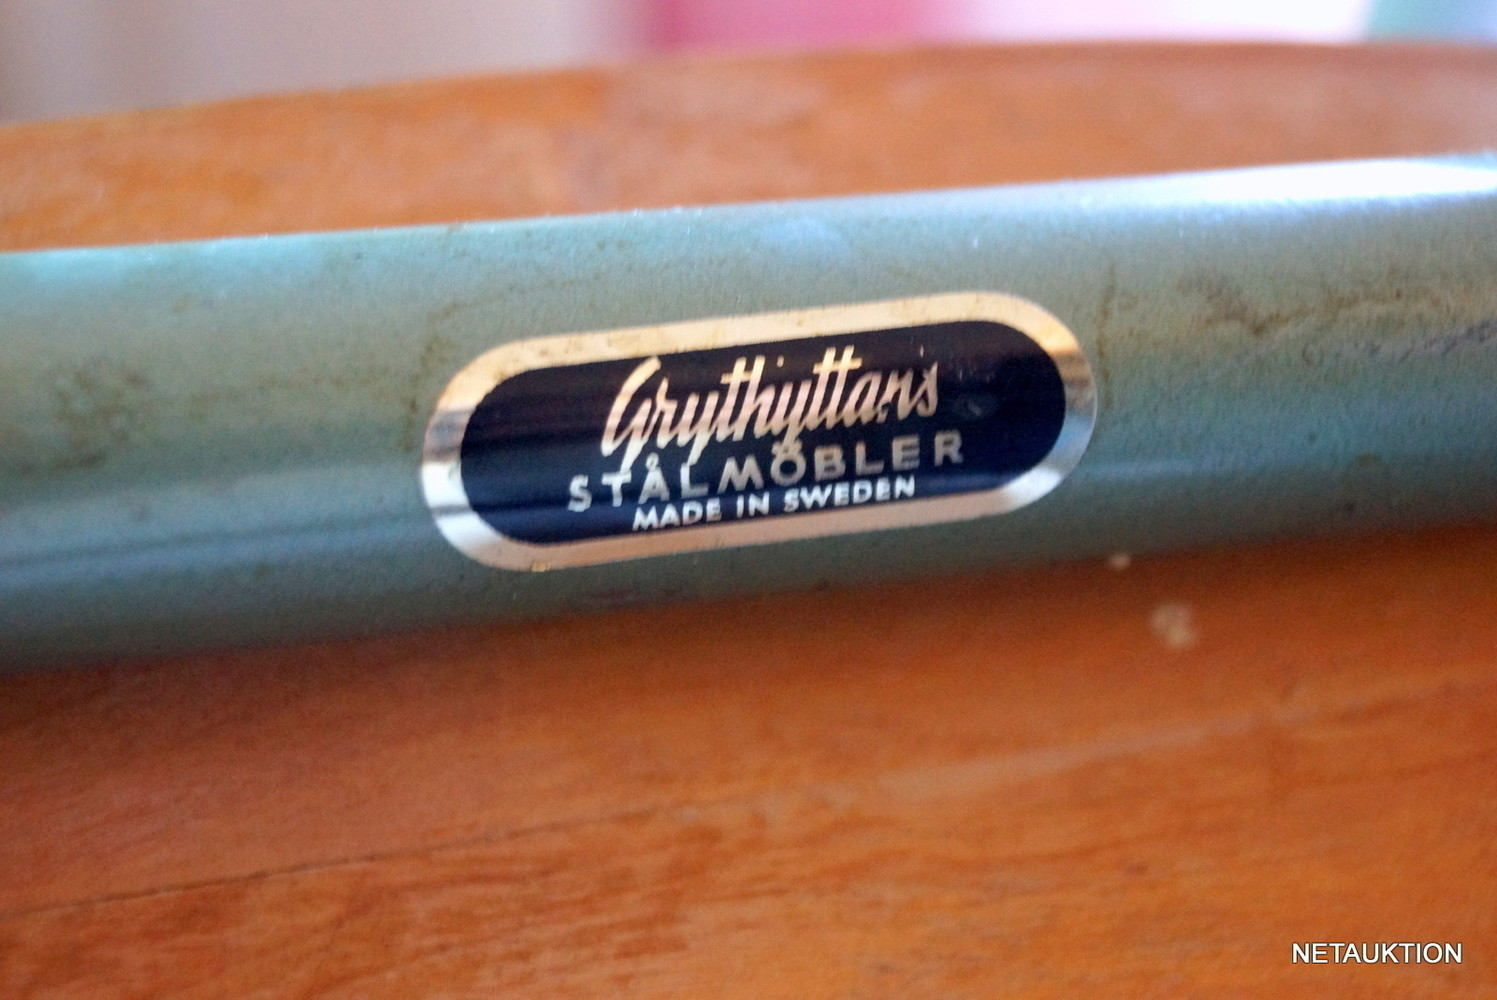 Grythyttans
STÅLMÖBLER
MADE IN SWEDEN
NETAUKTION